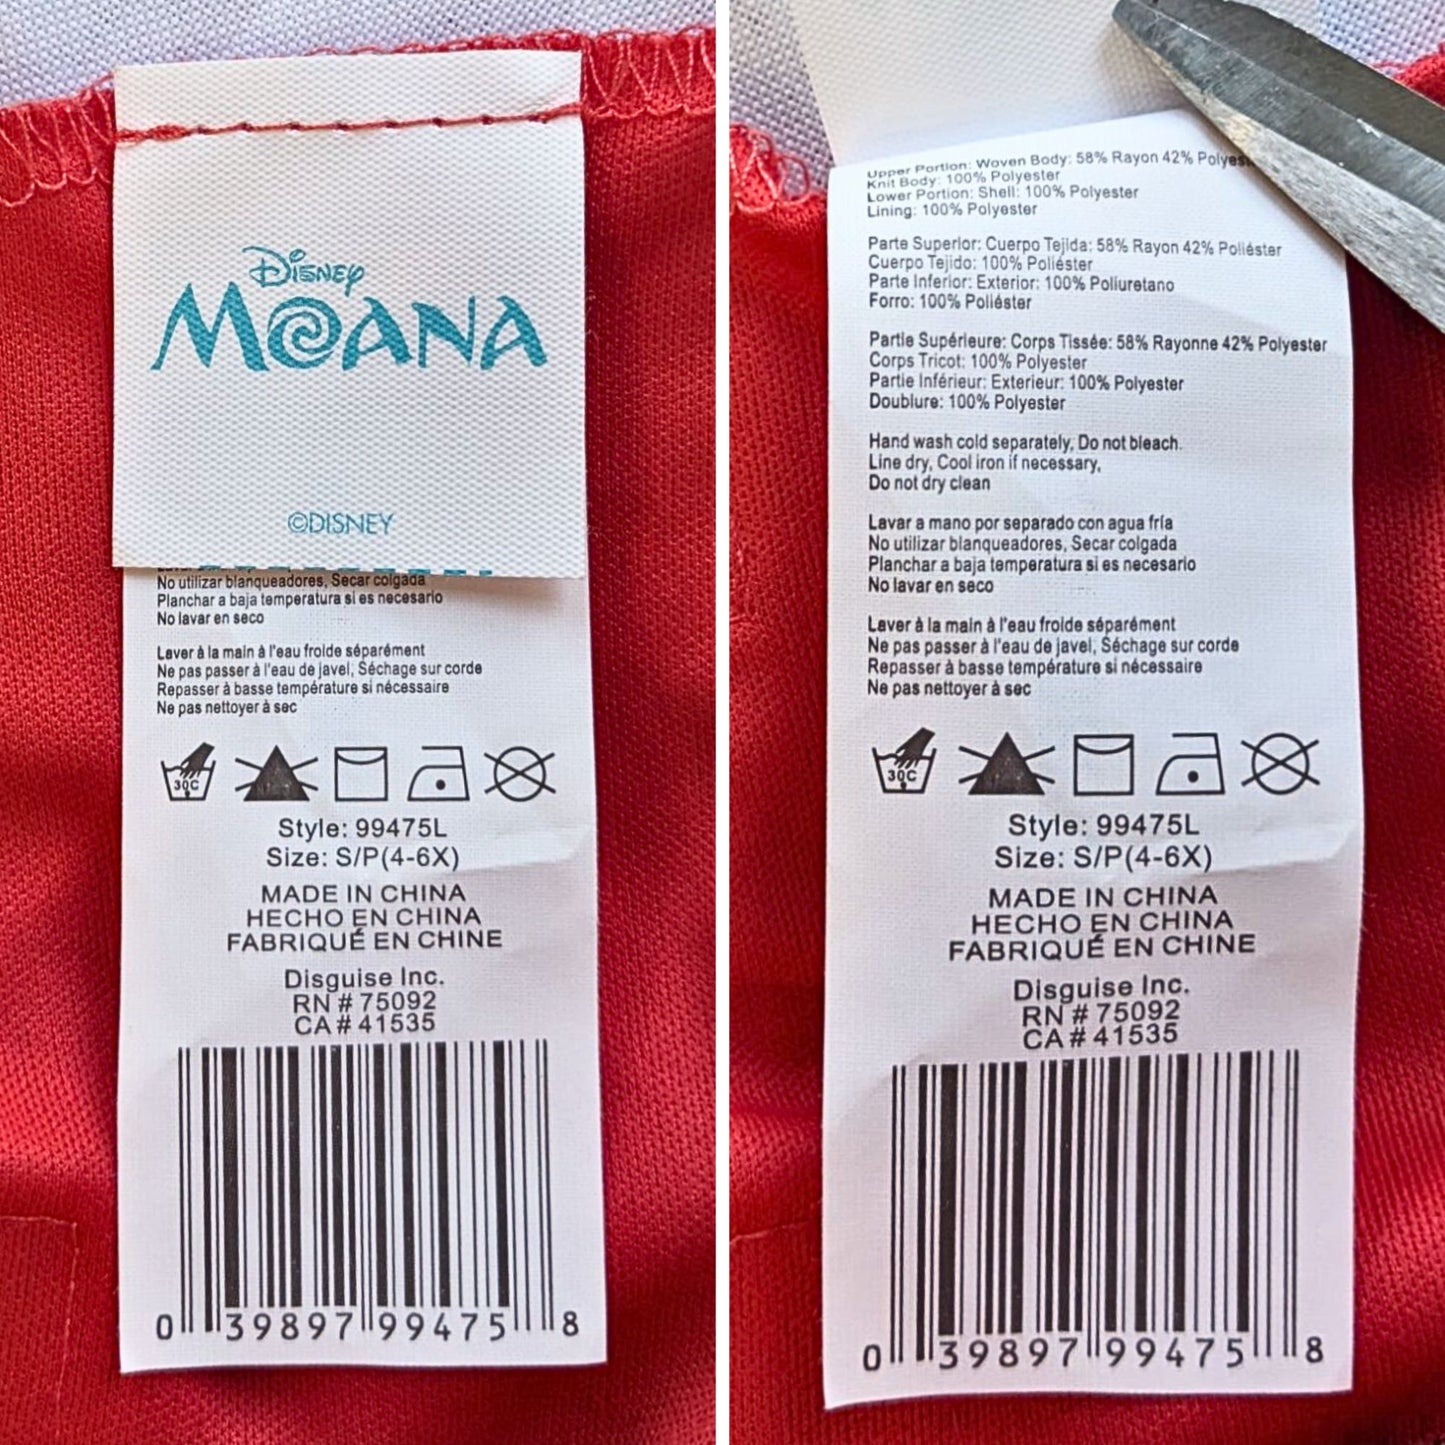 Disney
MOANA
©DISNEY
No utilizar blanqueadores, Secar colgada
Planchar a baja temperatura si es necesario
No lavar en seco
Laver à la main à l'eau froide séparément
Ne pas passer à l'eau de javel, Séchage sur corde
Repasser à basse température si nécessaire
Ne pas nettoyer à sec
30C
Style: 99475L
Size: S/P(4-6X)
MADE IN CHINA
HECHO EN CHINA
FABRIQUÉ EN CHINE
Disguise Inc.
RN # 75092
CA # 41535
0 39897 99475 8
Upper Portion: Woven Body: 58% Rayon 42%
Knit Body: 100% Polyester
Lower Portion: Shell: 100% Polyester
Lining: 100% Polyester
Parte Superior: Cuerpo Tejida: 58% Rayon 42% Poliéster
Cuerpo Tejido: 100% Poliéster
Parte Inferior: Exterior: 100% Poliuretano
Forro: 100% Poliéster
Partie Supérieure: Corps Tissée: 58% Rayonne 42% Polyester
Corps Tricot: 100% Polyester
Partie Inférieur: Exterieur: 100% Polyester
Doublure: 100% Polyester
Hand wash cold separately, Do not bleach.
Line dry, Cool iron if necessary,
Do not dry clean
Lavar a mano por separado con agua fría
No utilizar blanqueadores, Secar colgada
Planchar a baja temperatura si es necesario
No lavar en seco
Laver à la main à l'eau froide séparément
Ne pas passer à l'eau de javel, Séchage sur corde
Repasser à basse température si nécessaire
Ne pas nettoyer à sec
30C
Style: 99475L
Size: S/P(4-6X)
MADE IN CHINA
HECHO EN CHINA
FABRIQUÉ EN CHINE
Disguise Inc.
RN # 75092
CA # 41535
0 39897 99475 8